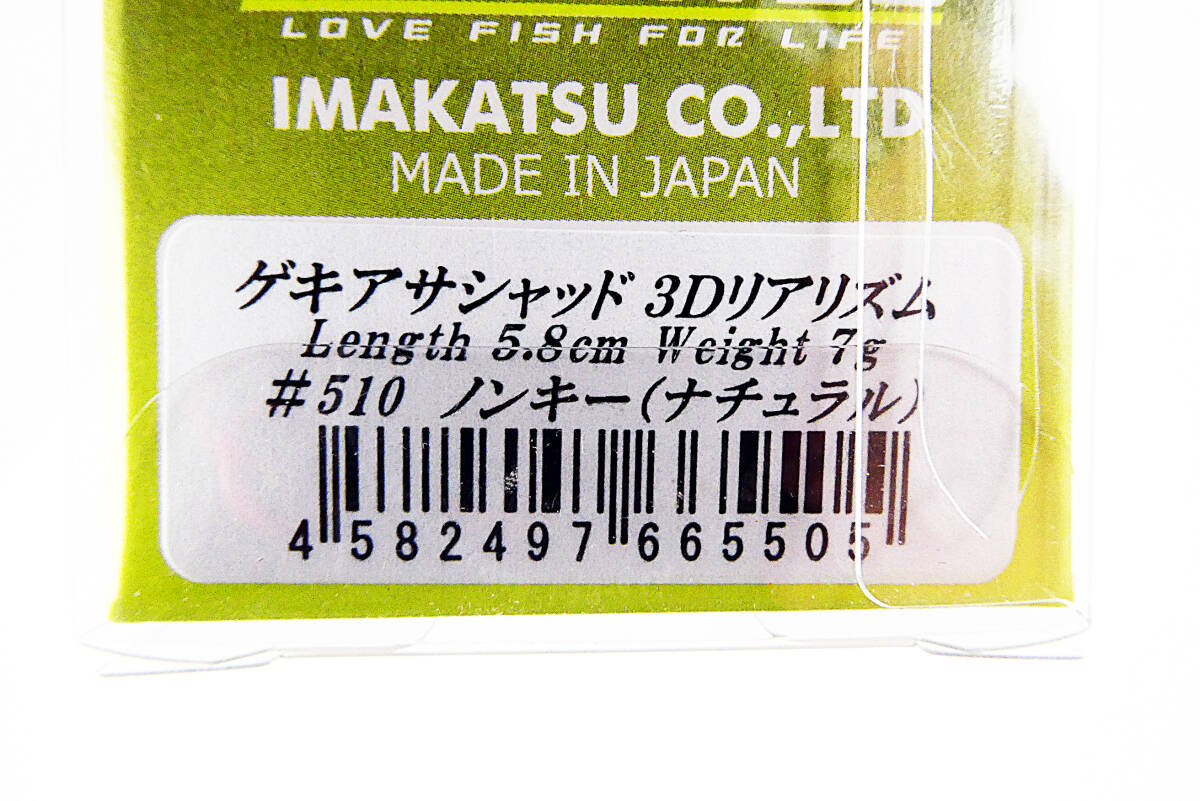 LOVE FISH FOR LIFE
IMAKATSU CO.,LTD
MADE IN JAPAN
ゲキアサシャッド 3Dリアリズム
Length 5.8cm Weight 7g
#510 ノンキー(ナチュラル)
4 582497 665505